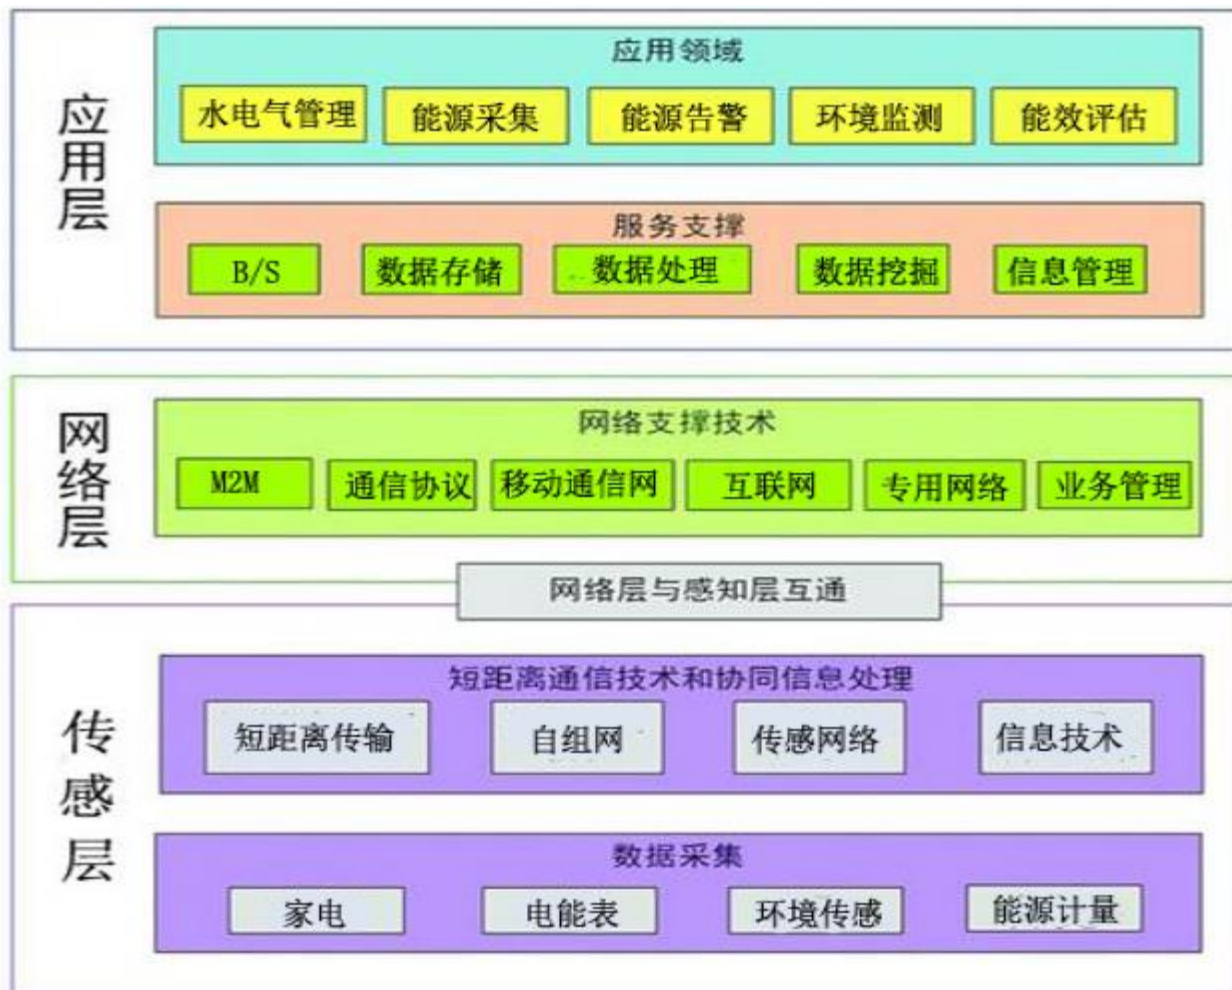 应用层
应用领域
水电气管理 能源采集 能源告警 环境监测 能效评估
服务支撑
B/S 数据存储 数据处理 数据挖掘 信息管理
网络层
网络支撑技术
M2M 通信协议 移动通信网 互联网 专用网络 业务管理
网络层与感知层互通
传感层
短距离通信技术和协同信息处理
短距离传输 自组网 传感网络 信息技术
数据采集
家电 电能表 环境传感 能源计量